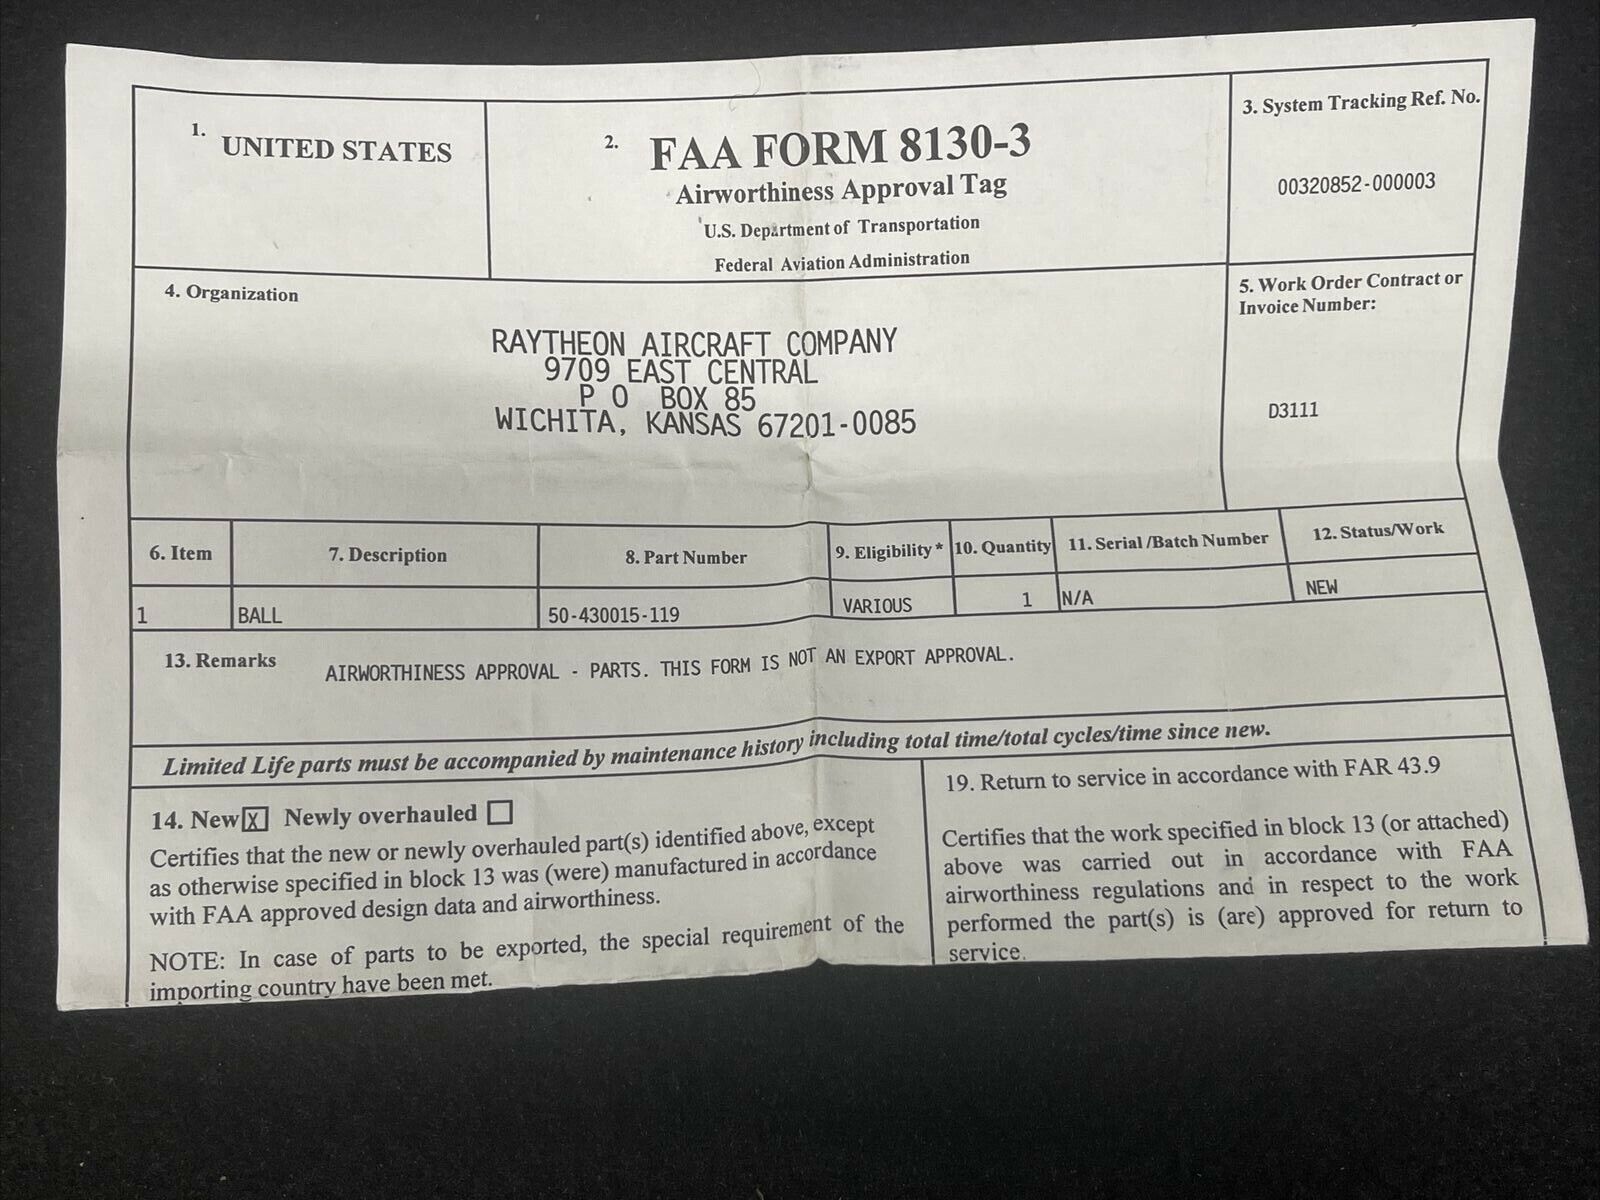 1. UNITED STATES
2. FAA FORM 8130-3
Airworthiness Approval Tag
U.S. Department of Transportation
Federal Aviation Administration
3. System Tracking Ref. No.
00320852-000003
4. Organization
RAYTHEON AIRCRAFT COMPANY
9709 EAST CENTRAL
P O BOX 85
WICHITA, KANSAS 67201-0085
5. Work Order Contract or
Invoice Number:
D3111
6. Item 7. Description 8. Part Number 9. Eligibility * 10. Quantity 11. Serial /Batch Number 12. Status/Work
1 BALL 50-430015-119 VARIOUS 1 N/A NEW
13. Remarks AIRWORTHINESS APPROVAL - PARTS. THIS FORM IS NOT AN EXPORT APPROVAL.
Limited Life parts must be accompanied by maintenance history including total time/total cycles/time since new.
14. New X Newly overhauled
Certifies that the new or newly overhauled part(s) identified above, except
as otherwise specified in block 13 was (were) manufactured in accordance
with FAA approved design data and airworthiness.
NOTE: In case of parts to be exported, the special requirement of the
importing country have been met.
19. Return to service in accordance with FAR 43.9
Certifies that the work specified in block 13 (or attached)
above was carried out in accordance with FAA
airworthiness regulations and in respect to the work
performed the part(s) is (are) approved for return to
service.